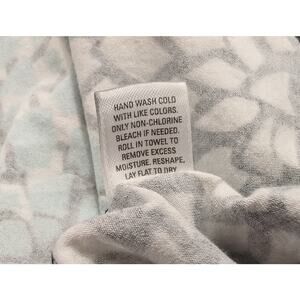 HAND WASH COLD
WITH LIKE COLORS.
ONLY NON-CHLORINE
BLEACH IF NEEDED.
ROLL IN TOWEL TO
REMOVE EXCESS
MOISTURE. RESHAPE,
LAY FLAT TO DRY